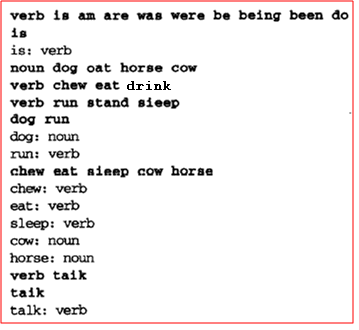 verb is am are was were be being been do
is
is: verb
noun dog oat horse cow
verb chew eat drink
verb run stand sieep
dog run
dog: noun
run: verb
chew eat sieep cow horse
chew: verb
eat: verb
sleep: verb
cow: noun
horse: noun
verb taik
taik
talk: verb